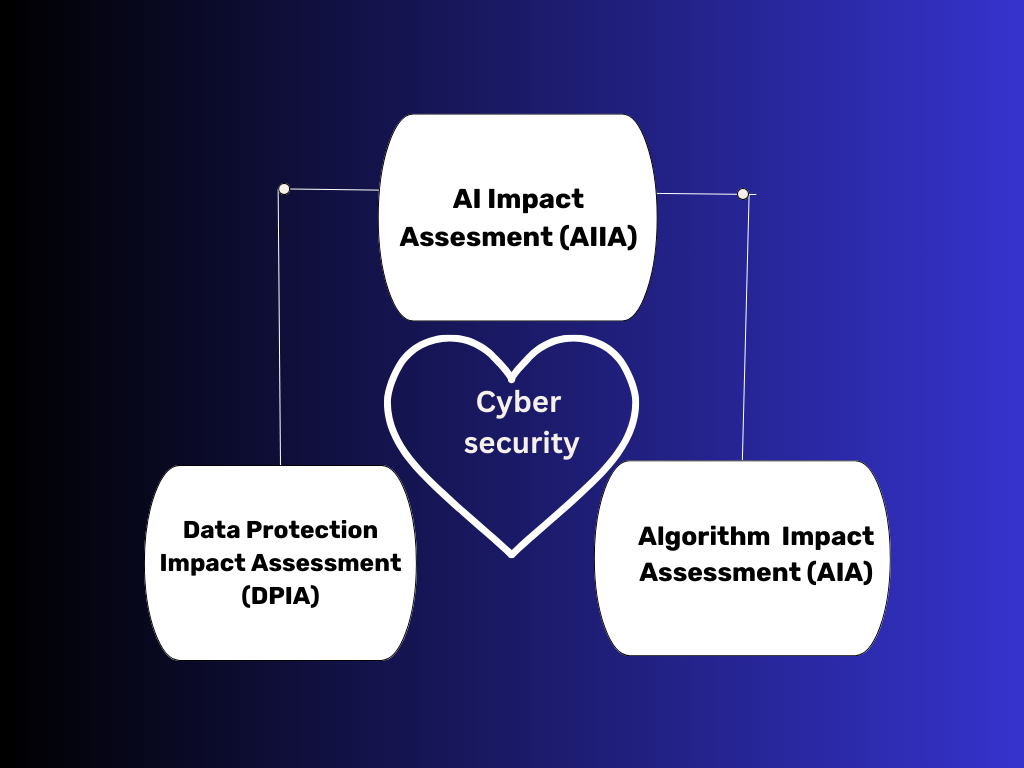 AI Impact
Assesment (AIIA)
Cyber
security
Data Protection
Impact Assessment
(DPIA)
Algorithm  Impact
Assessment (AIA)